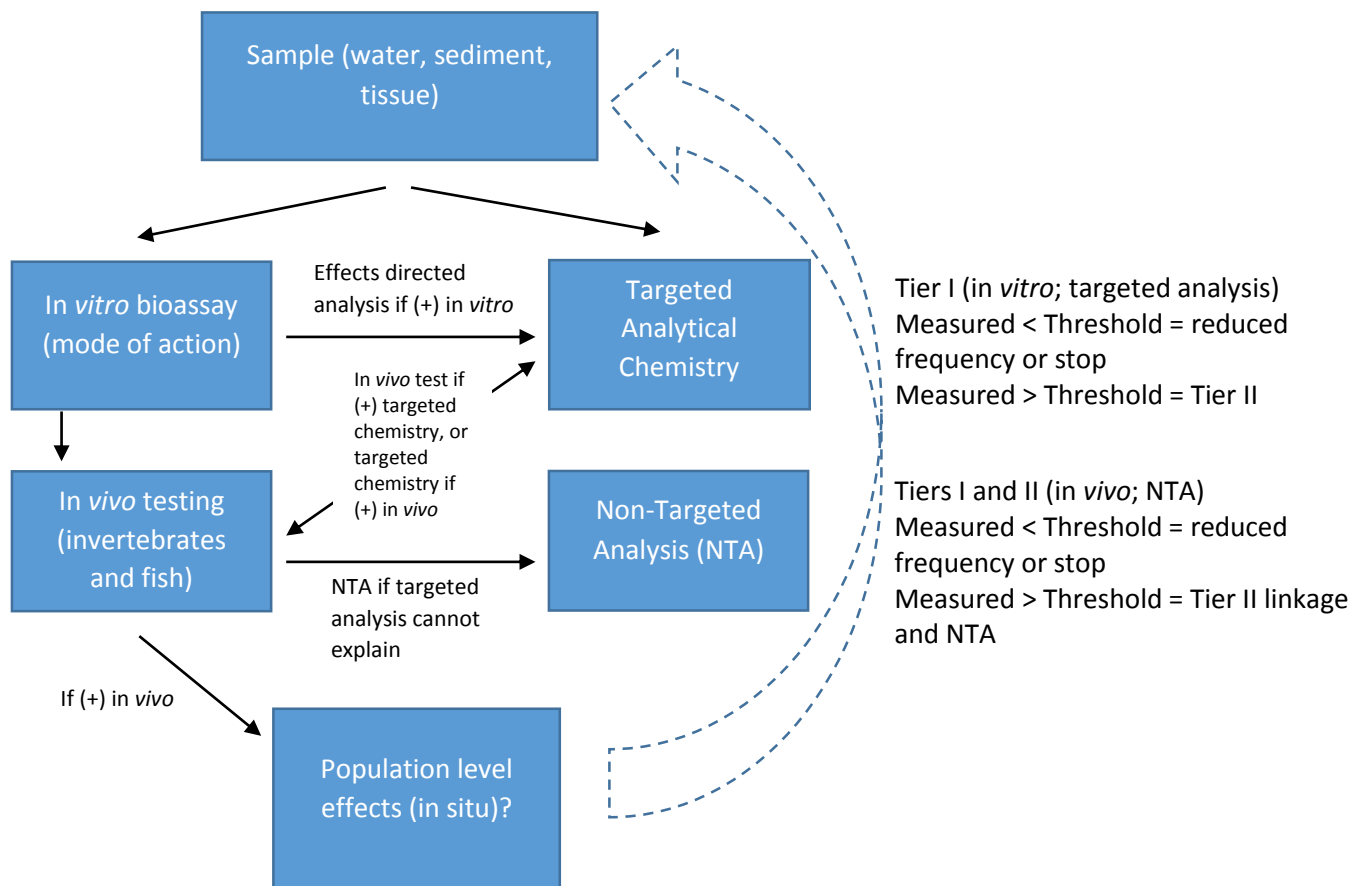 Sample (water, sediment,
tissue)
In vitro bioassay
(mode of action)
Effects directed
analysis if (+) in vitro
Targeted
Analytical
Chemistry
In vivo test if
(+) targeted
chemistry, or
targeted
chemistry if
(+) in vivo
In vivo testing
(invertebrates
and fish)
NTA if targeted
analysis cannot
explain
Non-Targeted
Analysis (NTA)
If (+) in vivo
Population level
effects (in situ)?
Tier I (in vitro; targeted analysis)
Measured < Threshold = reduced
frequency or stop
Measured > Threshold = Tier II
Tiers I and II (in vivo; NTA)
Measured < Threshold = reduced
frequency or stop
Measured > Threshold = Tier II linkage
and NTA